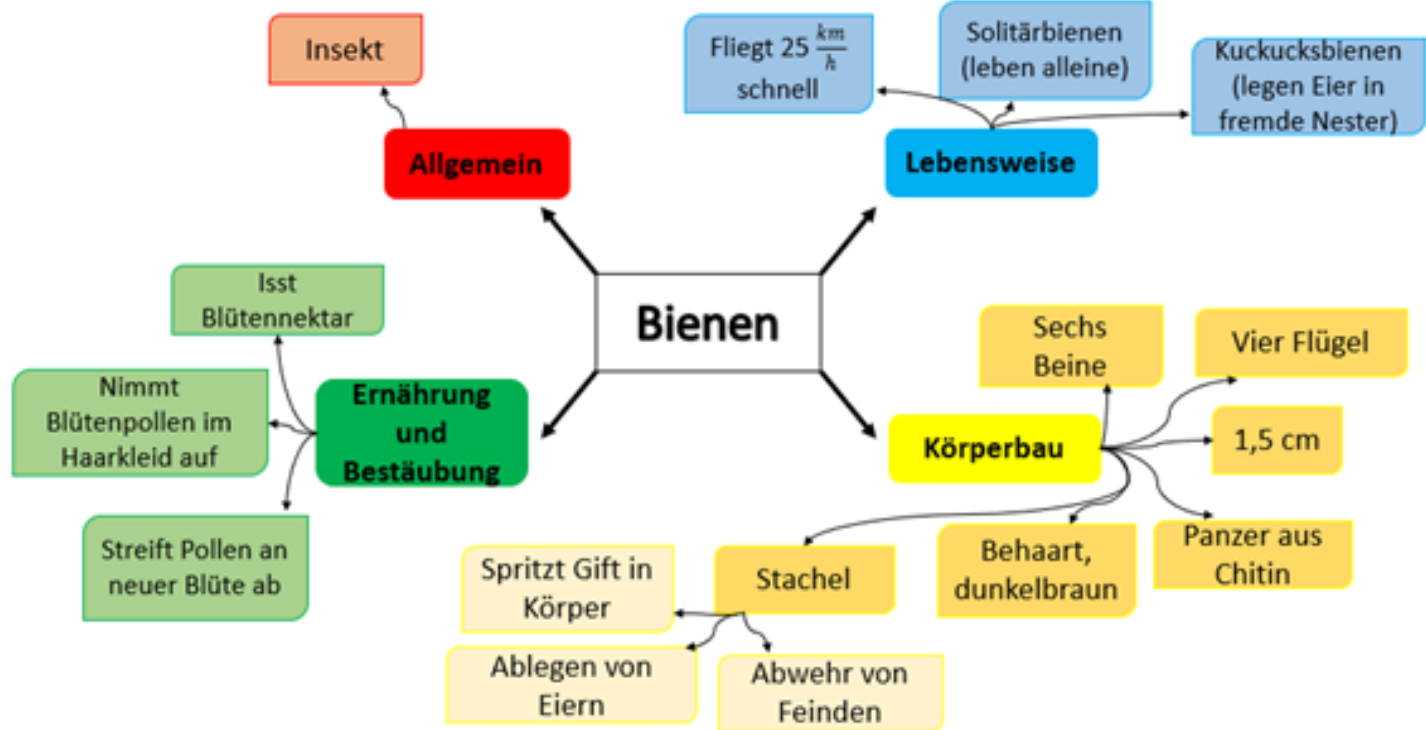 Bienen
Allgemein
Insekt
Lebensweise
Fliegt 25 km/h
schnell
Solitärbienen
(leben alleine)
Kuckucksbienen
(legen Eier in
fremde Nester)
Ernährung
und
Bestäubung
Isst
Blütennektar
Nimmt
Blütenpollen im
Haarkleid auf
Streift Pollen an
neuer Blüte ab
Körperbau
Sechs
Beine
Vier Flügel
1,5 cm
Panzer aus
Chitin
Behaart,
dunkelbraun
Stachel
Spritzt Gift in
Körper
Ablegen von
Eiern
Abwehr von
Feinden